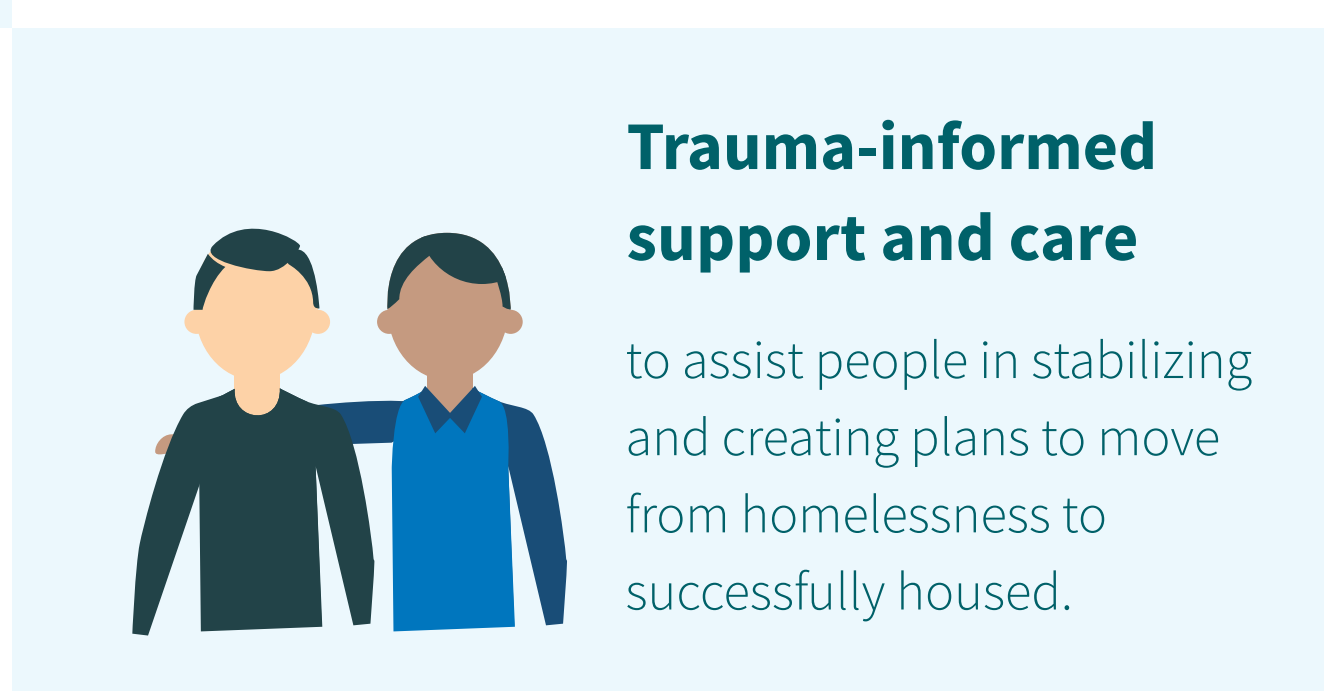 Trauma-informed
support and care
to assist people in stabilizing
and creating plans to move
from homelessness to
successfully housed.